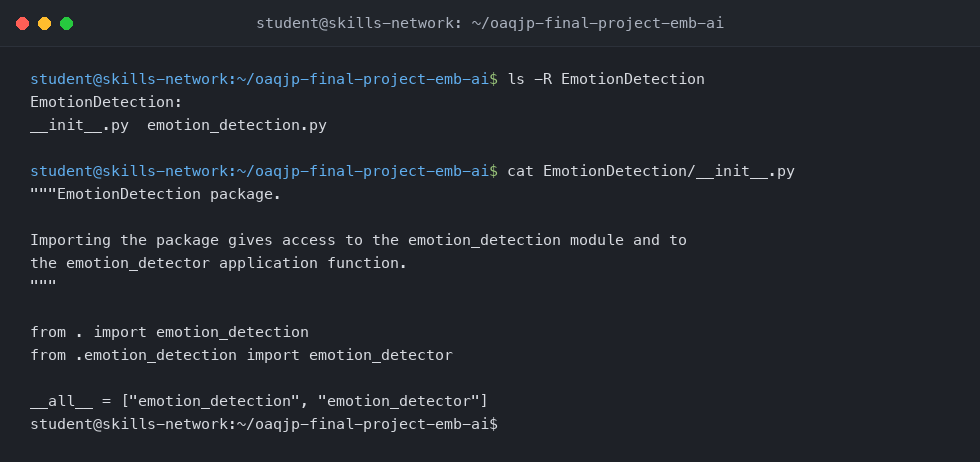 student@skills-network: ~/oaqjp-final-project-emb-ai
student@skills-network:~/oaqjp-final-project-emb-ai$ ls -R EmotionDetection
EmotionDetection:
__init__.py  emotion_detection.py
student@skills-network:~/oaqjp-final-project-emb-ai$ cat EmotionDetection/__init__.py
"""EmotionDetection package.
Importing the package gives access to the emotion_detection module and to
the emotion_detector application function.
"""
from . import emotion_detection
from .emotion_detection import emotion_detector
__all__ = ["emotion_detection", "emotion_detector"]
student@skills-network:~/oaqjp-final-project-emb-ai$